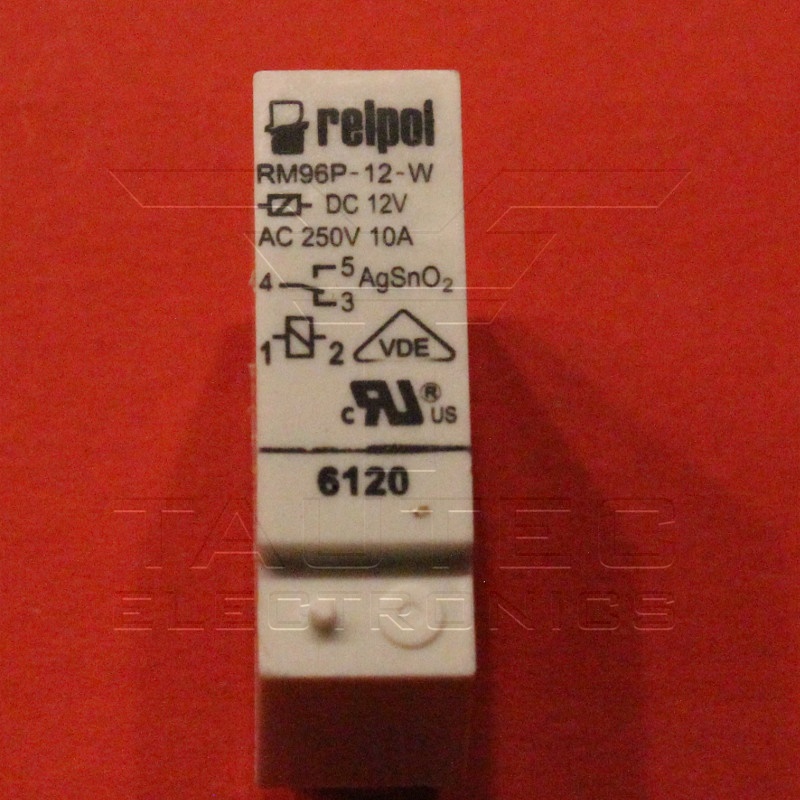 relpol
RM96P-12-W
DC 12V
AC 250V 10A
5
4 AgSnO₂
3
1 2 VDE
c RU ® US
6120
TAUTEC
ELECTRONICS